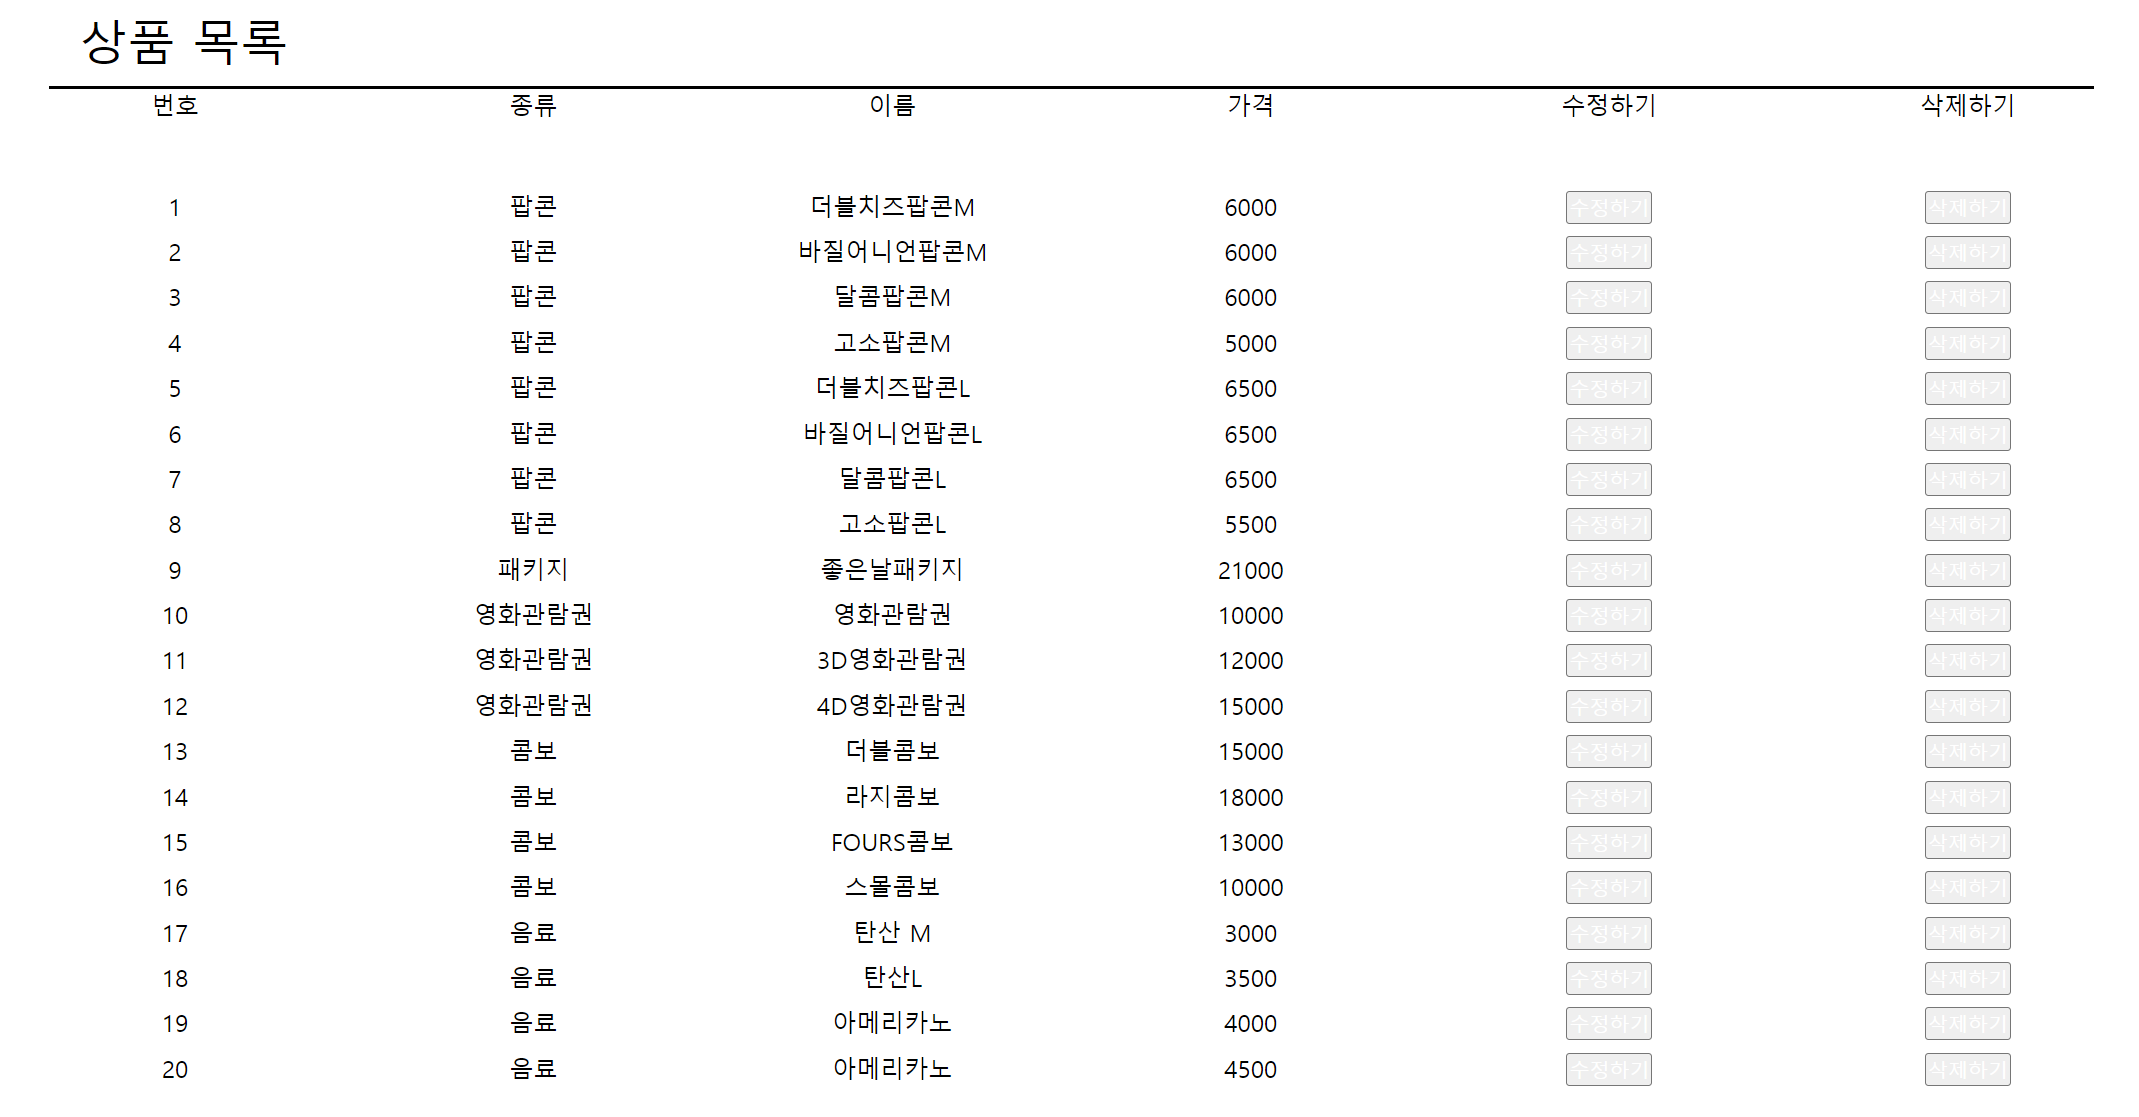 상품 목록
번호 종류 이름 가격 수정하기 삭제하기
1 팝콘 더블치즈팝콘M 6000 수정하기 삭제하기
2 팝콘 바질어니언팝콘M 6000 수정하기 삭제하기
3 팝콘 달콤팝콘M 6000 수정하기 삭제하기
4 팝콘 고소팝콘M 5000 수정하기 삭제하기
5 팝콘 더블치즈팝콘L 6500 수정하기 삭제하기
6 팝콘 바질어니언팝콘L 6500 수정하기 삭제하기
7 팝콘 달콤팝콘L 6500 수정하기 삭제하기
8 팝콘 고소팝콘L 5500 수정하기 삭제하기
9 패키지 좋은날패키지 21000 수정하기 삭제하기
10 영화관람권 영화관람권 10000 수정하기 삭제하기
11 영화관람권 3D영화관람권 12000 수정하기 삭제하기
12 영화관람권 4D영화관람권 15000 수정하기 삭제하기
13 콤보 더블콤보 15000 수정하기 삭제하기
14 콤보 라지콤보 18000 수정하기 삭제하기
15 콤보 FOURS콤보 13000 수정하기 삭제하기
16 콤보 스몰콤보 10000 수정하기 삭제하기
17 음료 탄산 M 3000 수정하기 삭제하기
18 음료 탄산L 3500 수정하기 삭제하기
19 음료 아메리카노 4000 수정하기 삭제하기
20 음료 아메리카노 4500 수정하기 삭제하기